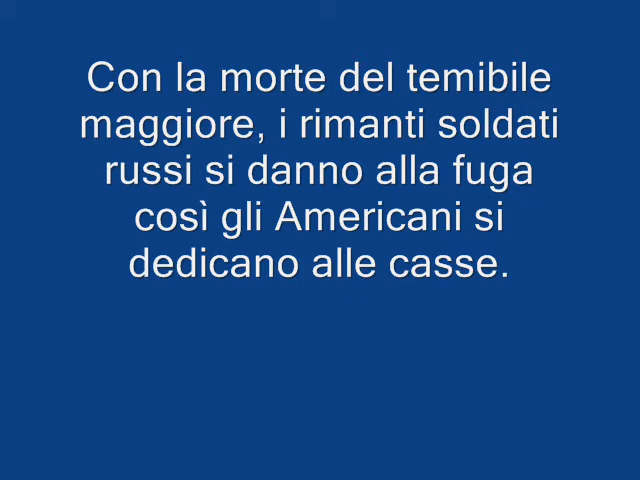 Con la morte del temibile
maggiore, i rimanti soldati
russi si danno alla fuga
così gli Americani si
dedicano alle casse.